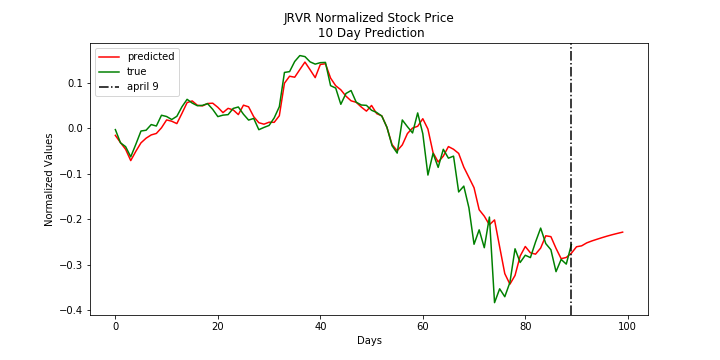 JRVR Normalized Stock Price
10 Day Prediction
predicted
true
april 9
Normalized Values
0.1
0.0
−0.1
−0.2
−0.3
−0.4
0
20
40
60
80
100
Days